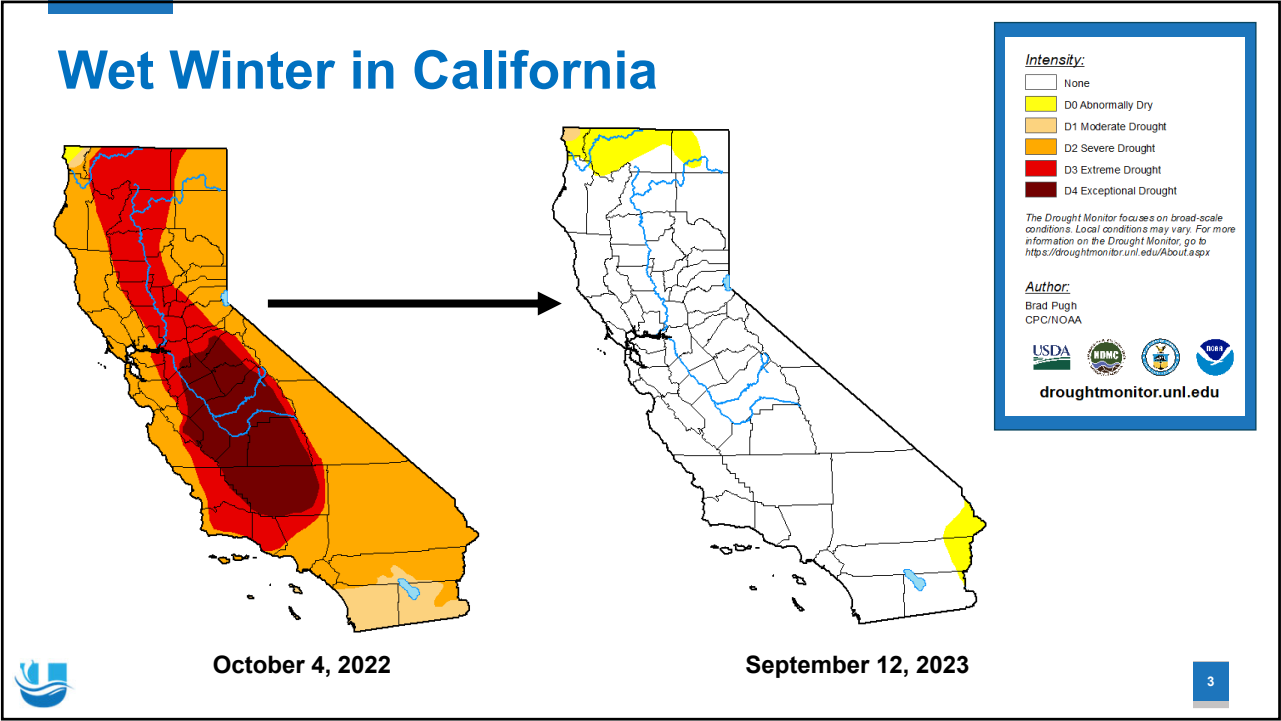 Wet Winter in California
Intensity:
None
D0 Abnormally Dry
D1 Moderate Drought
D2 Severe Drought
D3 Extreme Drought
D4 Exceptional Drought
The Drought Monitor focuses on broad-scale
conditions. Local conditions may vary. For more
information on the Drought Monitor, go to
https://droughtmonitor.unl.edu/About.aspx
Author:
Brad Pugh
CPC/NOAA
USDA
NDMC
NOAA
droughtmonitor.unl.edu
October 4, 2022
September 12, 2023
3